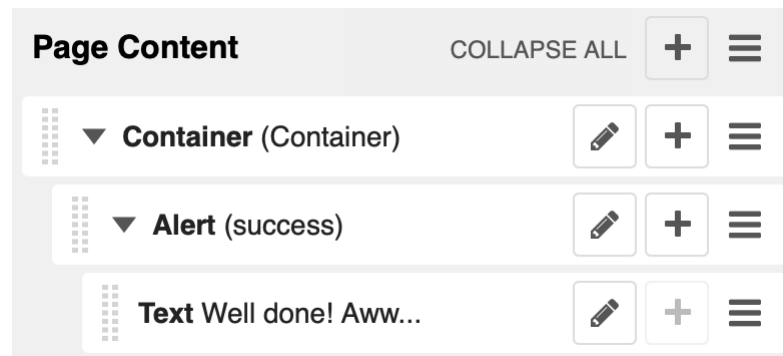 Page Content COLLAPSE ALL
Container (Container)
Alert (success)
Text Well done! Aww...